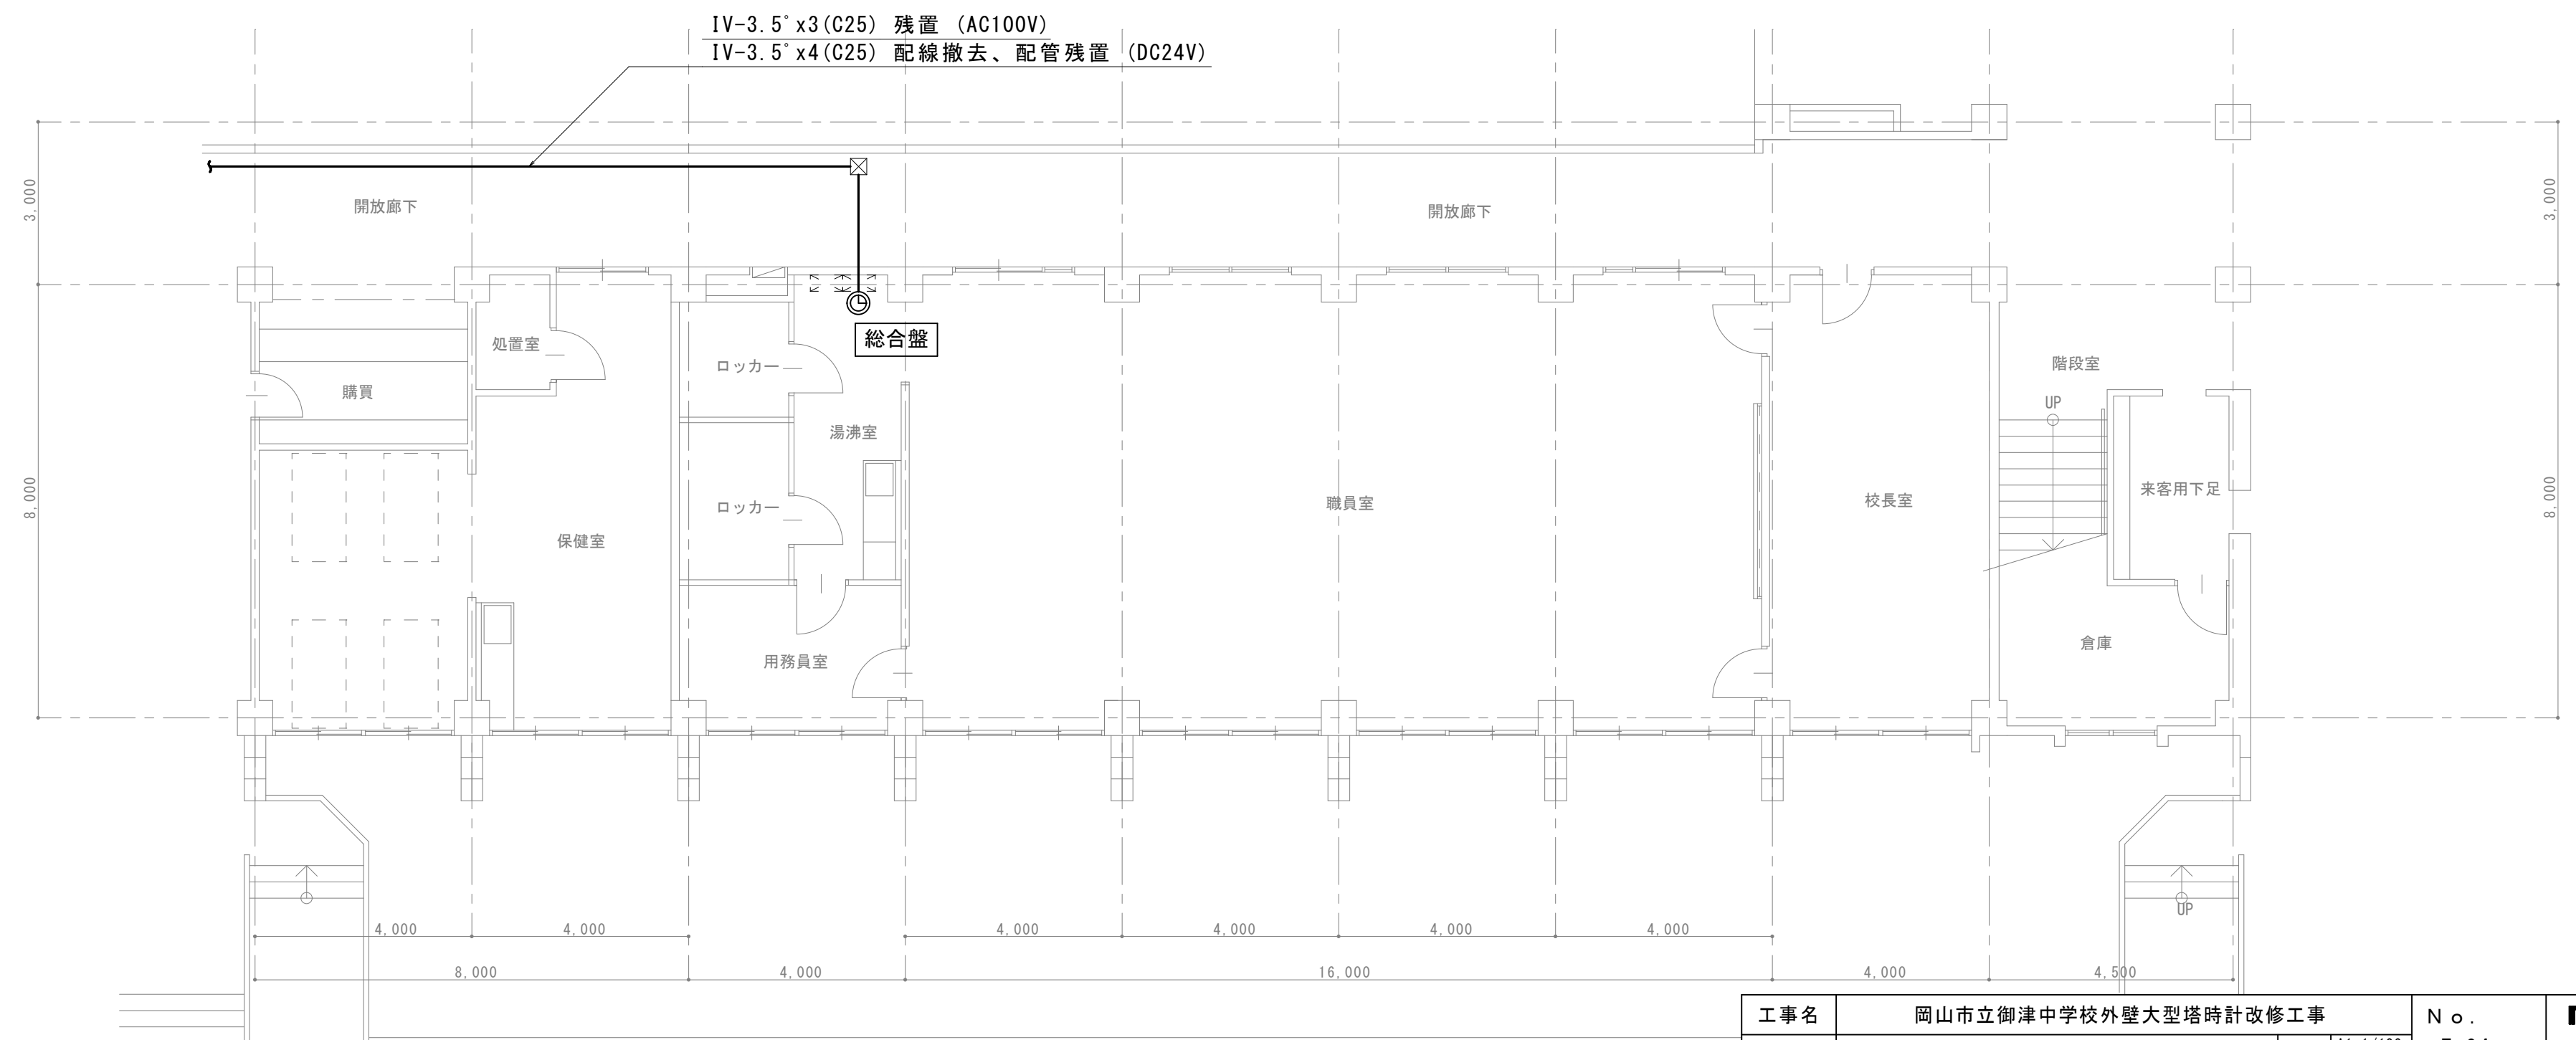 IV-3.5°x3(C25) 残置 (AC100V)
IV-3.5°x4(C25) 配線撤去、配管残置 (DC24V)
3,000
3,000
開放廊下
開放廊下
総合盤
処置室
ロッカー
階段室
購買
UP
湯沸室
8,000
8,000
来客用下足
職員室
校長室
ロッカー
保健室
倉庫
用務員室
UP
4,000
4,000
4,000
4,000
4,000
4,000
8,000
4,000
16,000
4,000
4,500
工事名
岡山市立御津中学校外壁大型塔時計改修工事
No.